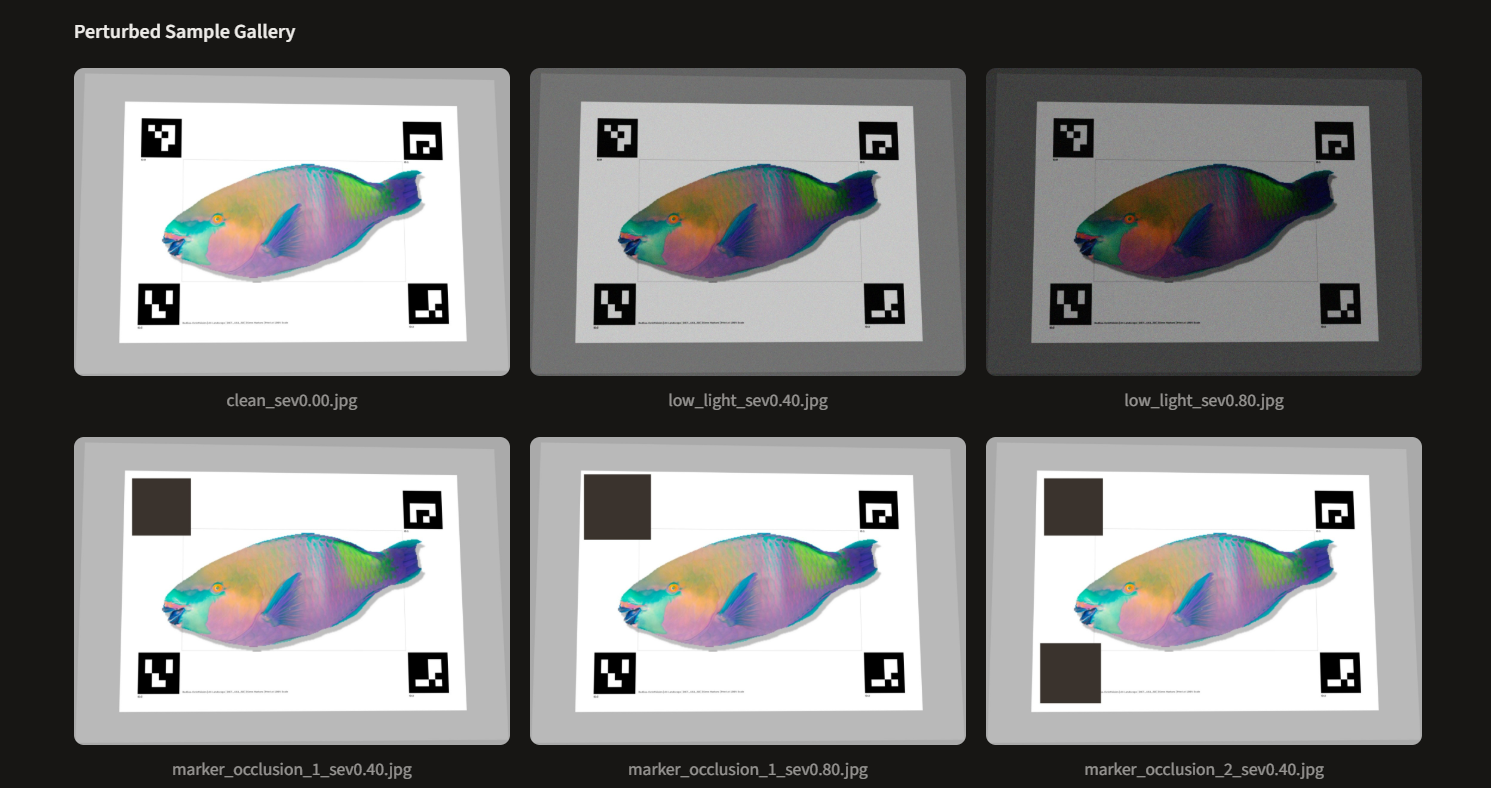 Perturbed Sample Gallery
clean_sev0.00.jpg
low_light_sev0.40.jpg
low_light_sev0.80.jpg
marker_occlusion_1_sev0.40.jpg
marker_occlusion_1_sev0.80.jpg
marker_occlusion_2_sev0.40.jpg